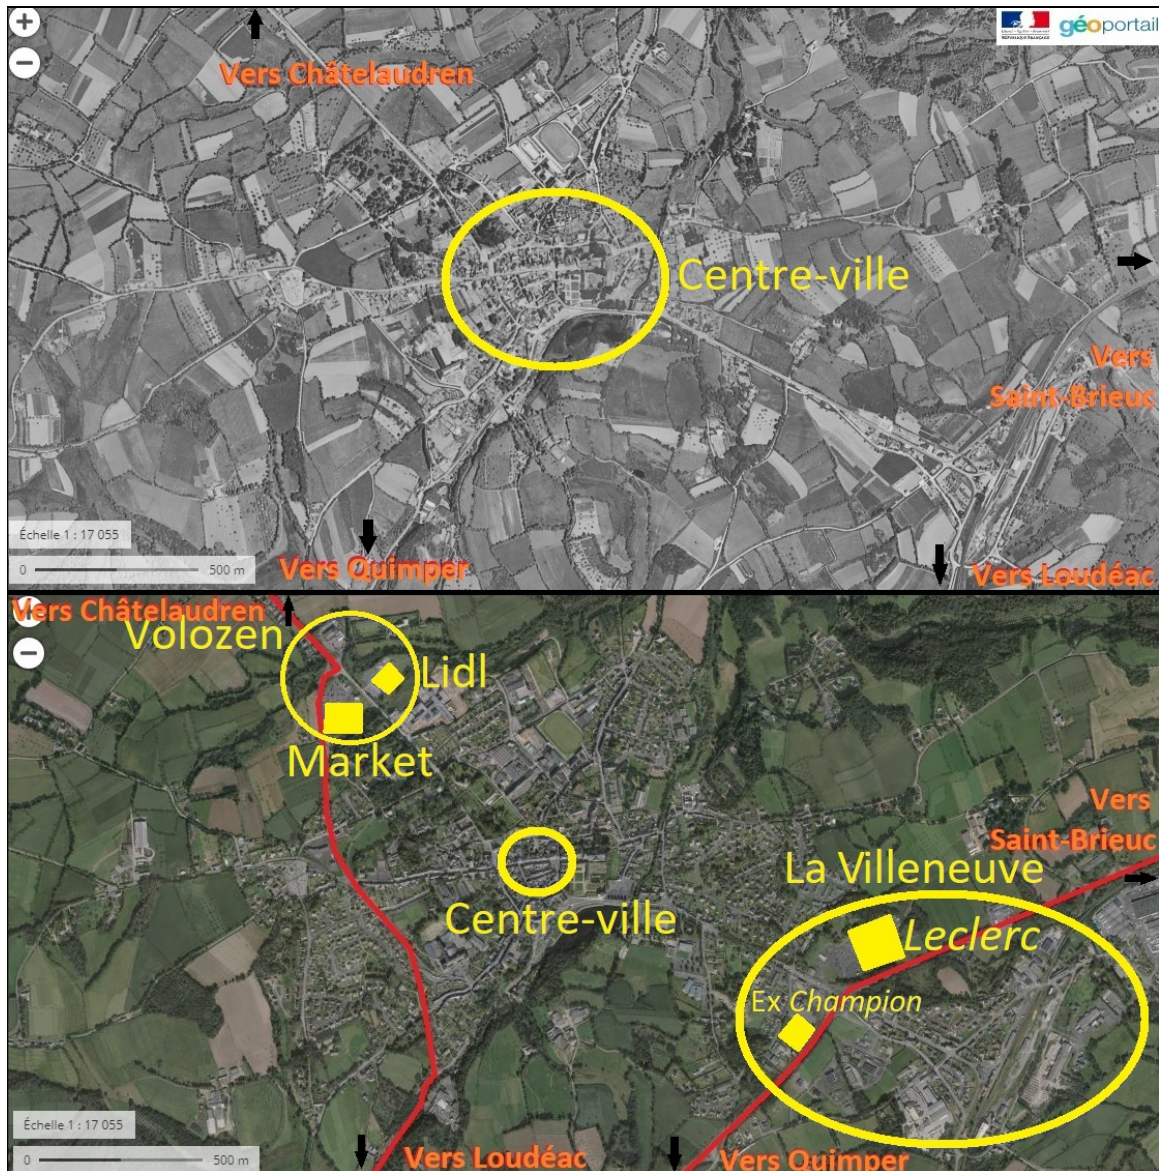 +
−
RÉPUBLIQUE FRANÇAISE
géoportail
Vers Châtelaudren
Centre-ville
Vers
Saint-Brieuc
Échelle 1 : 17 055
0 500 m
Vers Quimper
Vers Loudéac
Vers Châtelaudren
−
Volozen
Lidl
Market
Vers
Saint-Brieuc
La Villeneuve
Centre-ville
Leclerc
Ex Champion
Échelle 1 : 17 055
0 500 m
Vers Loudéac
Vers Quimper